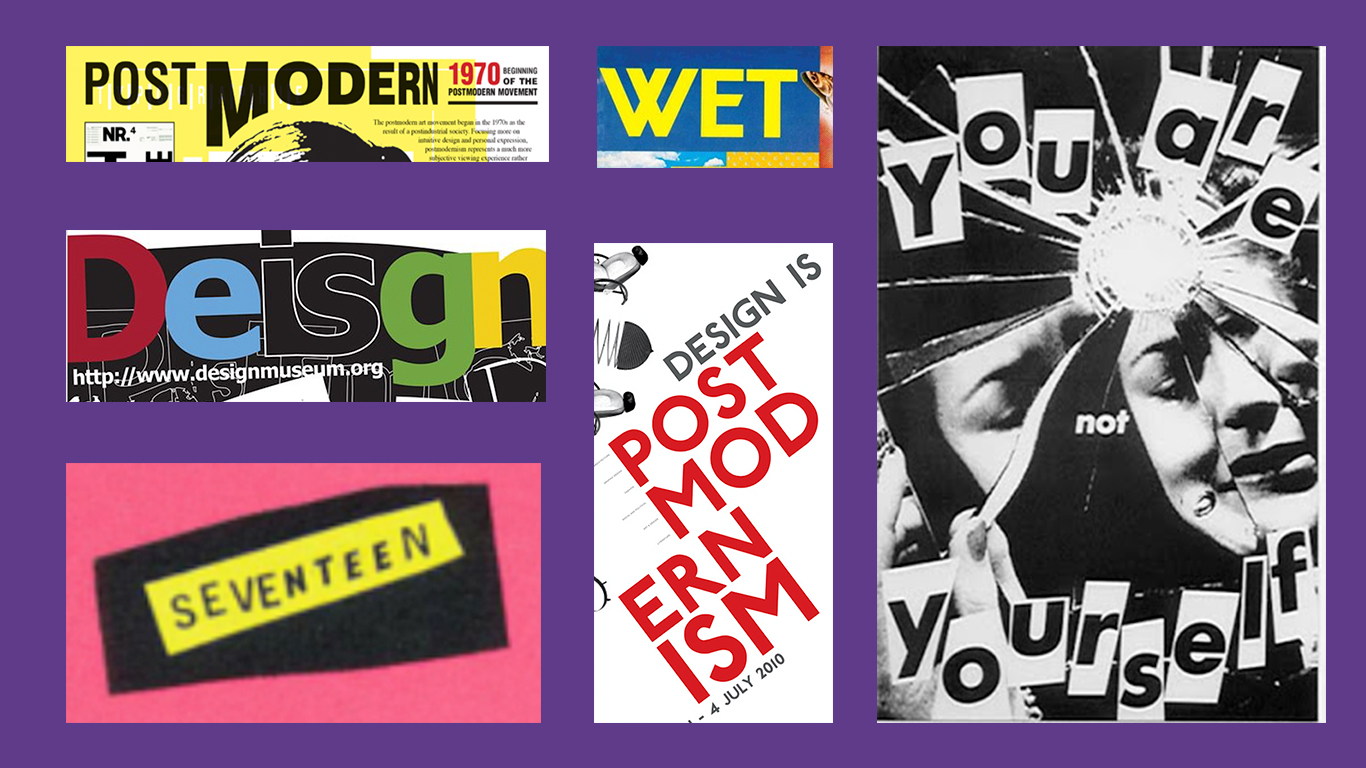 POST MODERN
1970 BEGINNING
OF THE
POSTMODERN MOVEMENT
The postmodern art movement began in the 1970s as the
result of a postindustrial society. Focusing more on
intuitive design and personal expression,
postmodernism represents a much more
subjective viewing experience rather
NR.4
WET
Deisgn
http://www.designmuseum.org
SEVENTEEN
DESIGN IS
POST
MOD
ERN
ISM
- 4 JULY 2010
You are
not
yourself